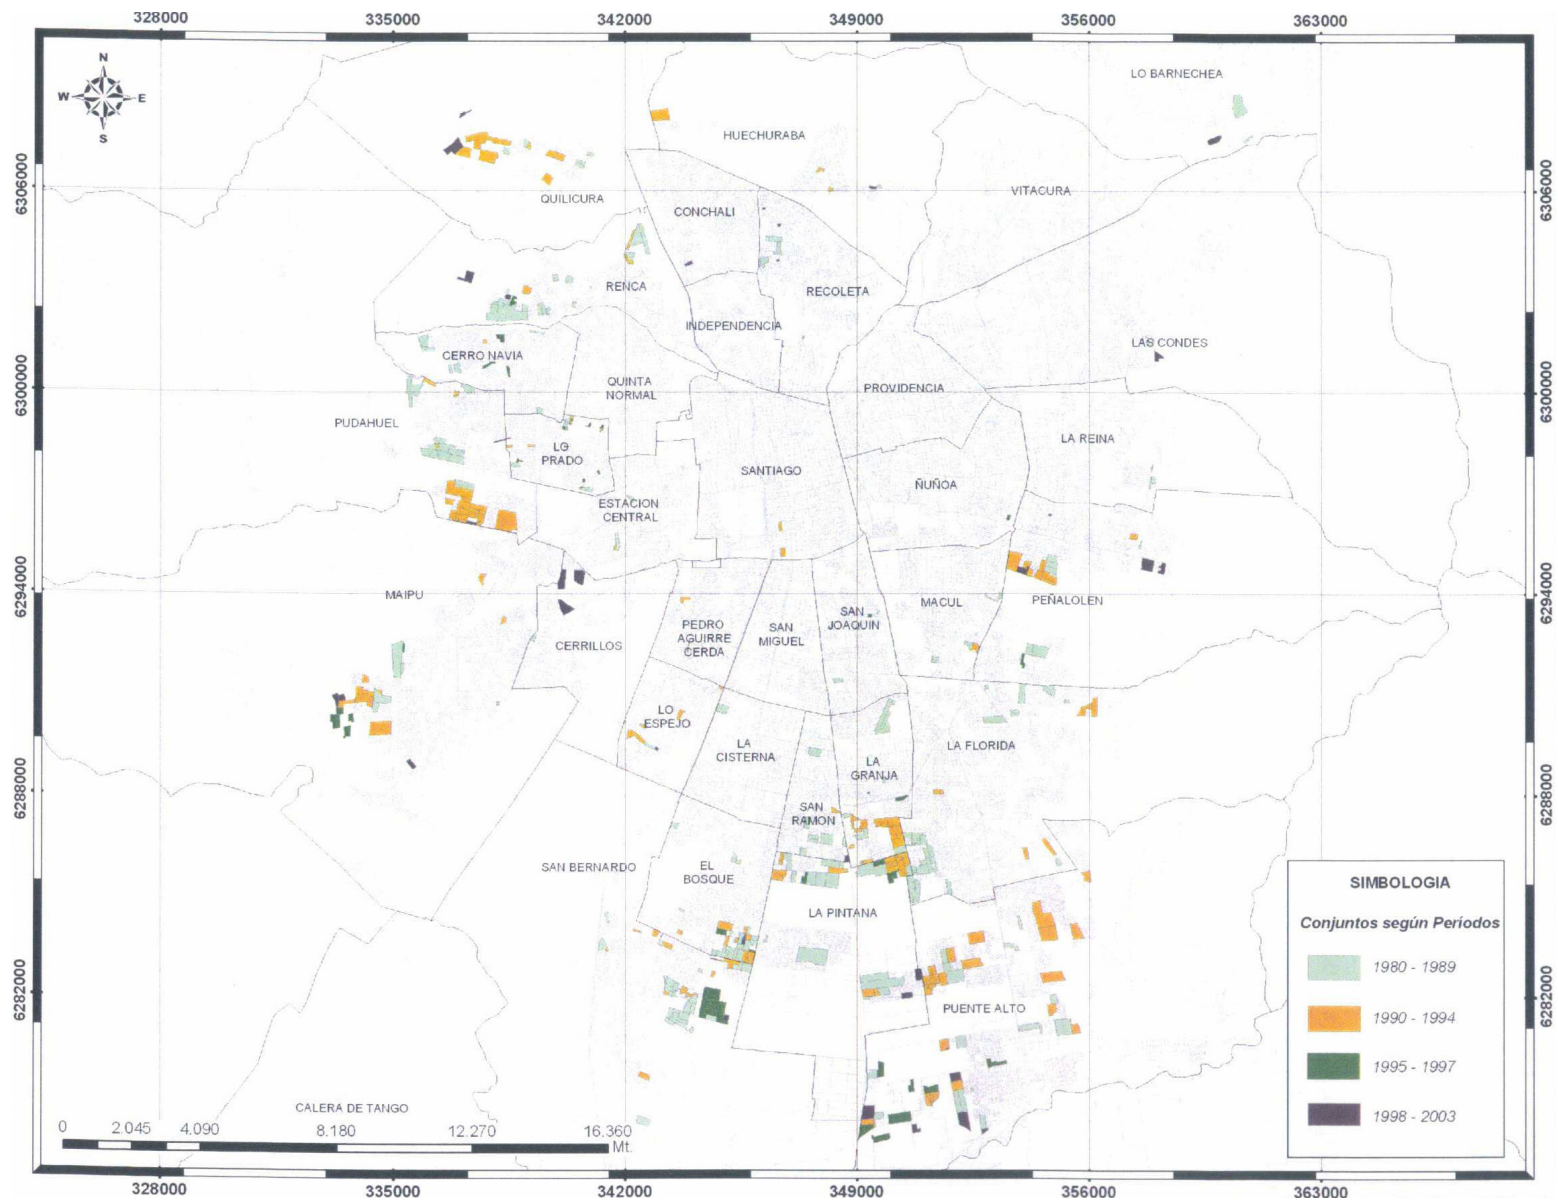 328000 335000 342000 349000 356000 363000
N
W E
S
LO BARNECHEA
HUECHURABA
6306000
6306000
QUILICURA
VITACURA
CONCHALI
RENCA
RECOLETA
INDEPENDENCIA
LAS CONDES
CERRO NAVIA
QUINTA
NORMAL
PROVIDENCIA
6300000
6300000
PUDAHUEL
LA REINA
LO
PRADO
SANTIAGO
ÑUÑOA
ESTACION
CENTRAL
6294000
6294000
MAIPU
MACUL
PEÑALOLEN
SAN
JOAQUIN
PEDRO
AGUIRRE
CERDA
SAN
MIGUEL
CERRILLOS
LO
ESPEJO
LA
CISTERNA
LA FLORIDA
LA
GRANJA
6288000
6288000
SAN
RAMON
SAN BERNARDO
EL
BOSQUE
LA PINTANA
6282000
6282000
PUENTE ALTO
CALERA DE TANGO
SIMBOLOGIA
Conjuntos según Períodos
1980 - 1989
1990 - 1994
1995 - 1997
1998 - 2003
0 2.045 4.090 8.180 12.270 16.360
Mt.
328000 335000 342000 349000 356000 363000